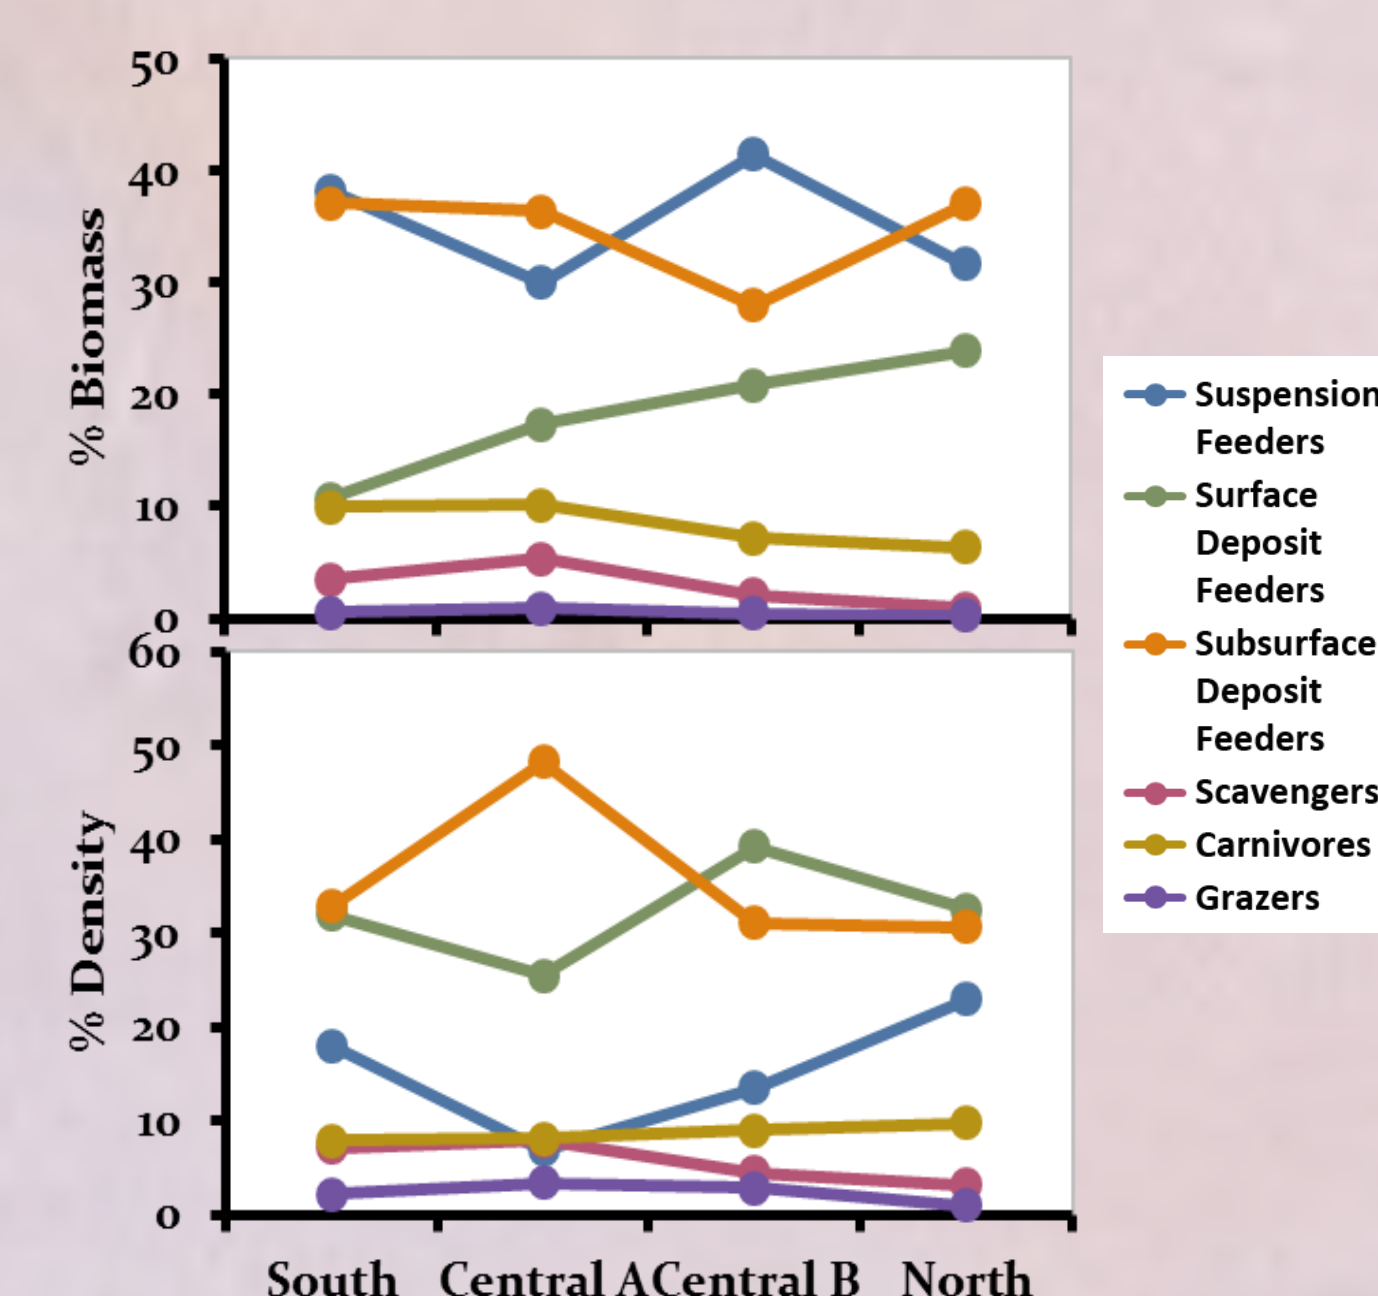 50
40
30
20
10
0
% Biomass
60
50
40
30
20
10
0
% Density
South Central A Central B North
Suspension
Feeders
Surface
Deposit
Feeders
Subsurface
Deposit
Feeders
Scavengers
Carnivores
Grazers